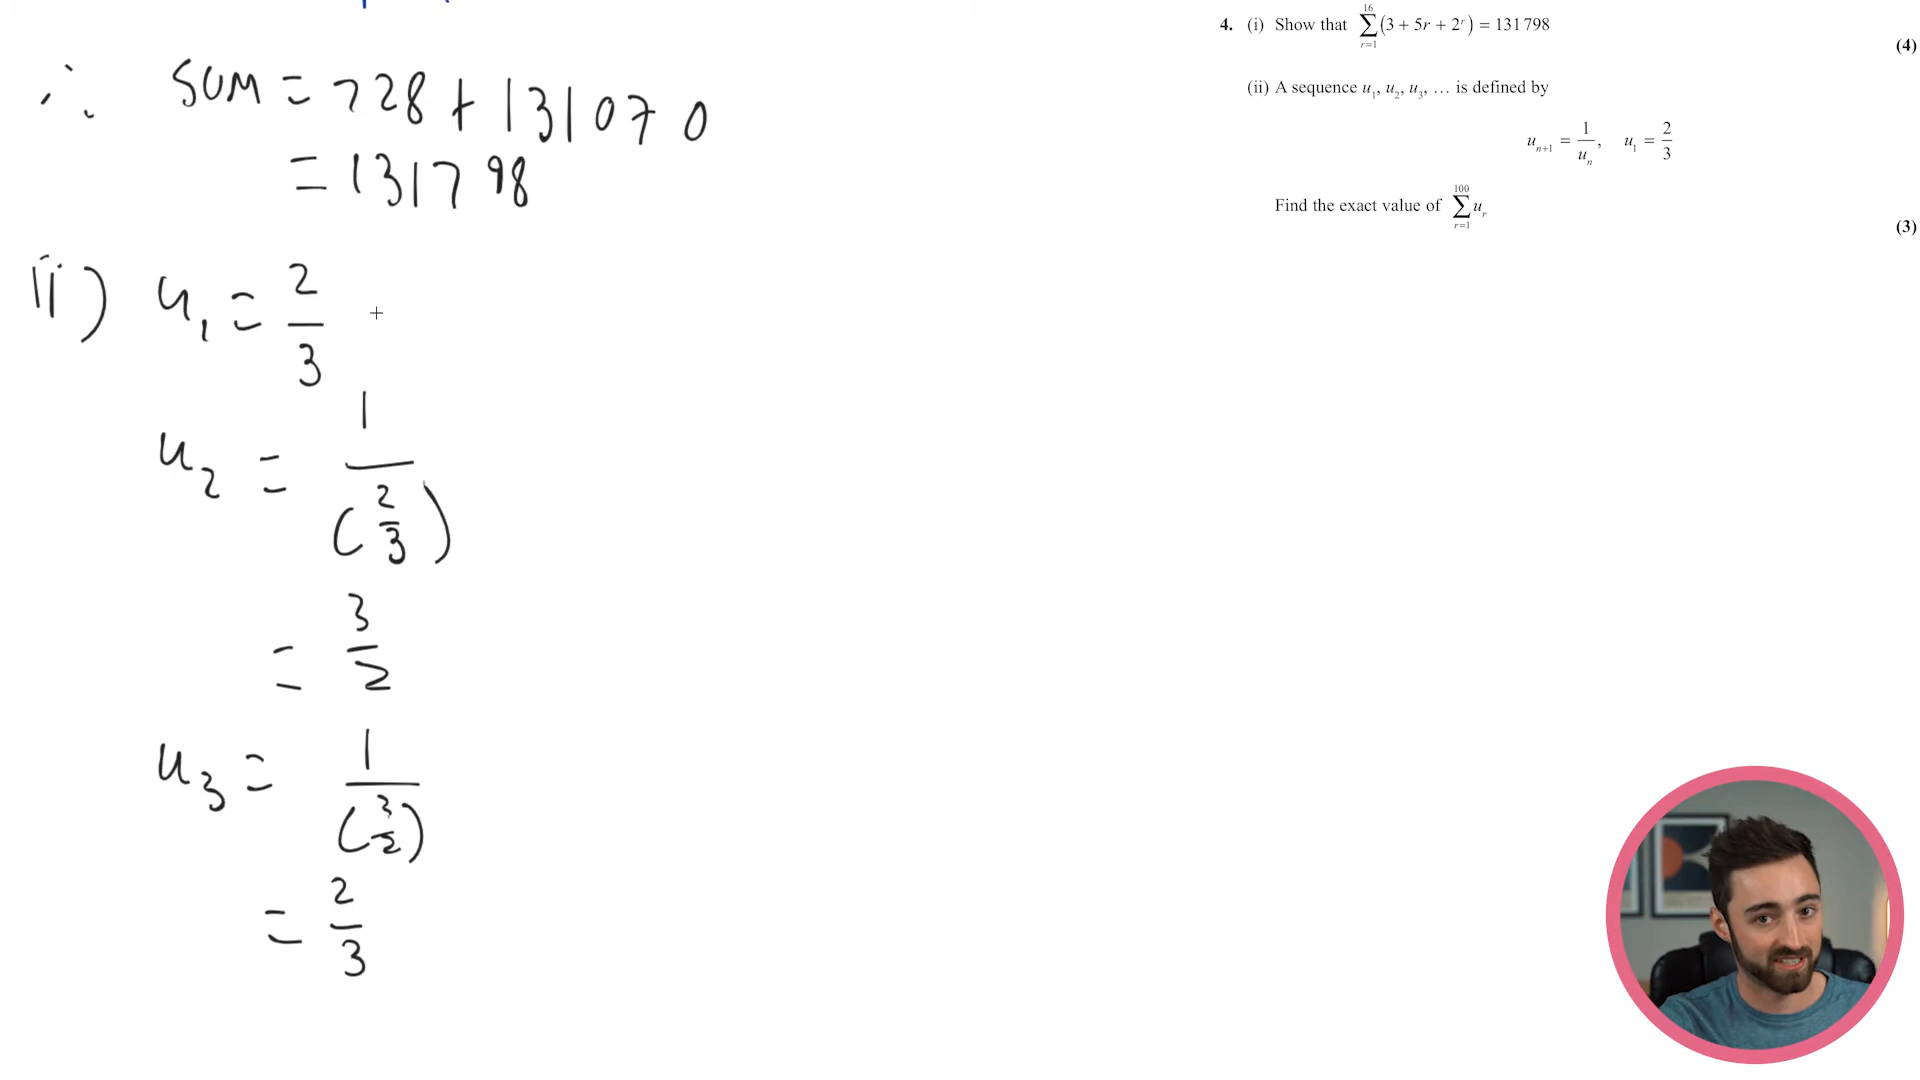 ∴ SUM = 728 + 131070
= 131798
ii) u₁ = 2/3
u₂ = 1/(2/3)
= 3/2
u₃ = 1/(3/2)
= 2/3
4. (i) Show that ∑_{r=1}^{16} (3 + 5r + 2^r) = 131 798
(4)
(ii) A sequence u₁, u₂, u₃, … is defined by
u_{n+1} = 1/u_n, u₁ = 2/3
Find the exact value of ∑_{r=1}^{100} u_r
(3)